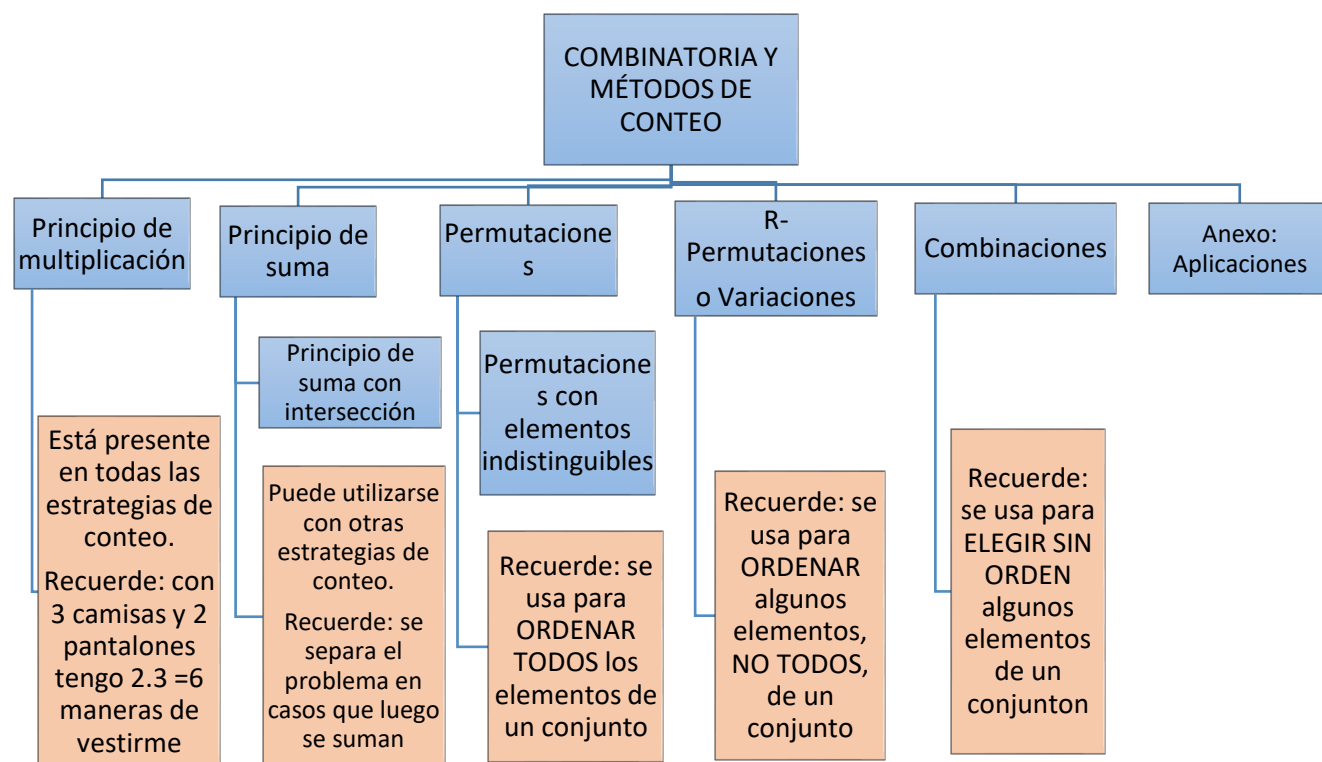 COMBINATORIA Y
MÉTODOS DE
CONTEO
Principio de
multiplicación
Principio de
suma
Permutacione
s
R-
Permutaciones
o Variaciones
Combinaciones
Anexo:
Aplicaciones
Principio de
suma con
intersección
Permutacione
s con
elementos
indistinguibles
Está presente
en todas las
estrategias de
conteo.
Recuerde: con
3 camisas y 2
pantalones
tengo 2.3 =6
maneras de
vestirme
Puede utilizarse
con otras
estrategias de
conteo.
Recuerde: se
separa el
problema en
casos que luego
se suman
Recuerde: se
usa para
ORDENAR
TODOS los
elementos de
un conjunto
Recuerde: se
usa para
ORDENAR
algunos
elementos,
NO TODOS,
de un
conjunto
Recuerde:
se usa para
ELEGIR SIN
ORDEN
algunos
elementos
de un
conjunton